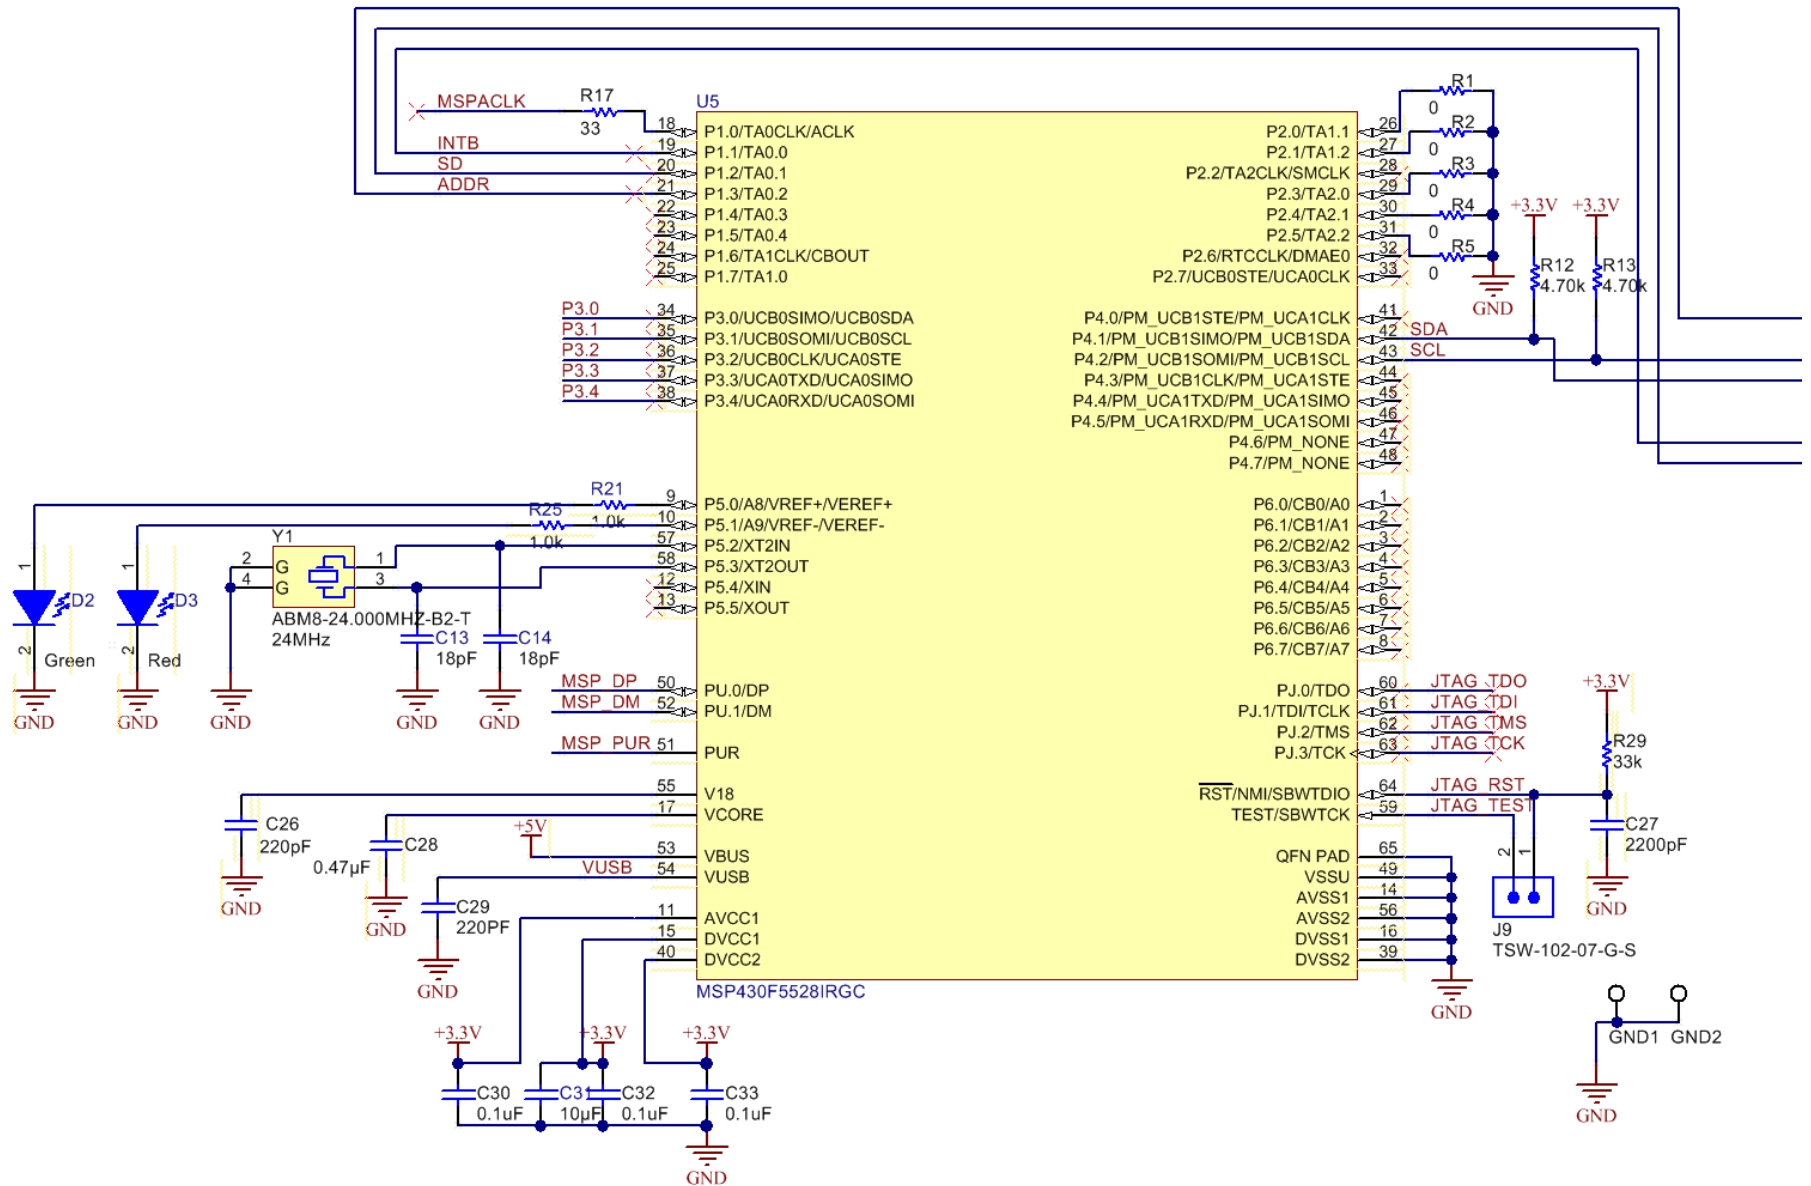 U5
MSPACLK
R17
33
INTB
SD
ADDR
18 P1.0/TA0CLK/ACLK
19 P1.1/TA0.0
20 P1.2/TA0.1
21 P1.3/TA0.2
22 P1.4/TA0.3
23 P1.5/TA0.4
24 P1.6/TA1CLK/CBOUT
25 P1.7/TA1.0
P3.0 34 P3.0/UCB0SIMO/UCB0SDA
P3.1 35 P3.1/UCB0SOMI/UCB0SCL
P3.2 36 P3.2/UCB0CLK/UCA0STE
P3.3 37 P3.3/UCA0TXD/UCA0SIMO
P3.4 38 P3.4/UCA0RXD/UCA0SOMI
R21
1.0k
R25
1.0k
9 P5.0/A8/VREF+/VEREF+
10 P5.1/A9/VREF-/VEREF-
57 P5.2/XT2IN
58 P5.3/XT2OUT
12 P5.4/XIN
13 P5.5/XOUT
Y1
2 G 1
4 G 3
ABM8-24.000MHZ-B2-T
24MHz
1
D2
2
Green
GND
1
D3
2
Red
GND
GND
C13
18pF
GND
C14
18pF
GND
MSP_DP 50 PU.0/DP
MSP_DM 52 PU.1/DM
MSP_PUR 51 PUR
55 V18
17 VCORE
+5V
53 VBUS
VUSB 54 VUSB
11 AVCC1
15 DVCC1
40 DVCC2
C26
220pF
GND
C28
0.47µF
GND
C29
220PF
GND
MSP430F5528IRGC
+3.3V
+3.3V
+3.3V
C30
0.1uF
C31
10µF
C32
0.1uF
C33
0.1uF
GND
P2.0/TA1.1 26
P2.1/TA1.2 27
P2.2/TA2CLK/SMCLK 28
P2.3/TA2.0 29
P2.4/TA2.1 30
P2.5/TA2.2 31
P2.6/RTCCLK/DMAE0 32
P2.7/UCB0STE/UCA0CLK 33
R1
0
R2
0
R3
0
R4
0
R5
0
GND
+3.3V
+3.3V
R12
4.70k
R13
4.70k
P4.0/PM_UCB1STE/PM_UCA1CLK 41
P4.1/PM_UCB1SIMO/PM_UCB1SDA 42 SDA
P4.2/PM_UCB1SOMI/PM_UCB1SCL 43 SCL
P4.3/PM_UCB1CLK/PM_UCA1STE 44
P4.4/PM_UCA1TXD/PM_UCA1SIMO 45
P4.5/PM_UCA1RXD/PM_UCA1SOMI 46
P4.6/PM_NONE 47
P4.7/PM_NONE 48
P6.0/CB0/A0 1
P6.1/CB1/A1 2
P6.2/CB2/A2 3
P6.3/CB3/A3 4
P6.4/CB4/A4 5
P6.5/CB5/A5 6
P6.6/CB6/A6 7
P6.7/CB7/A7 8
PJ.0/TDO 60 JTAG_TDO
PJ.1/TDI/TCLK 61 JTAG_TDI
PJ.2/TMS 62 JTAG_TMS
PJ.3/TCK 63 JTAG_TCK
RST/NMI/SBWTDIO 64 JTAG_RST
TEST/SBWTCK 59 JTAG_TEST
QFN PAD 65
VSSU 49
AVSS1 14
AVSS2 56
DVSS1 16
DVSS2 39
GND
+3.3V
R29
33k
C27
2200pF
GND
2 1
J9
TSW-102-07-G-S
GND1 GND2
GND